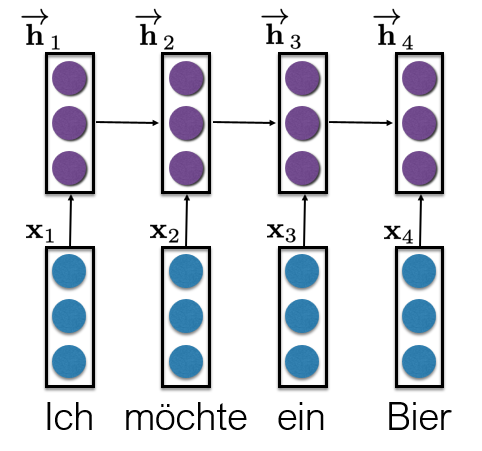 h→1 h→2 h→3 h→4
x1 x2 x3 x4
Ich möchte ein Bier